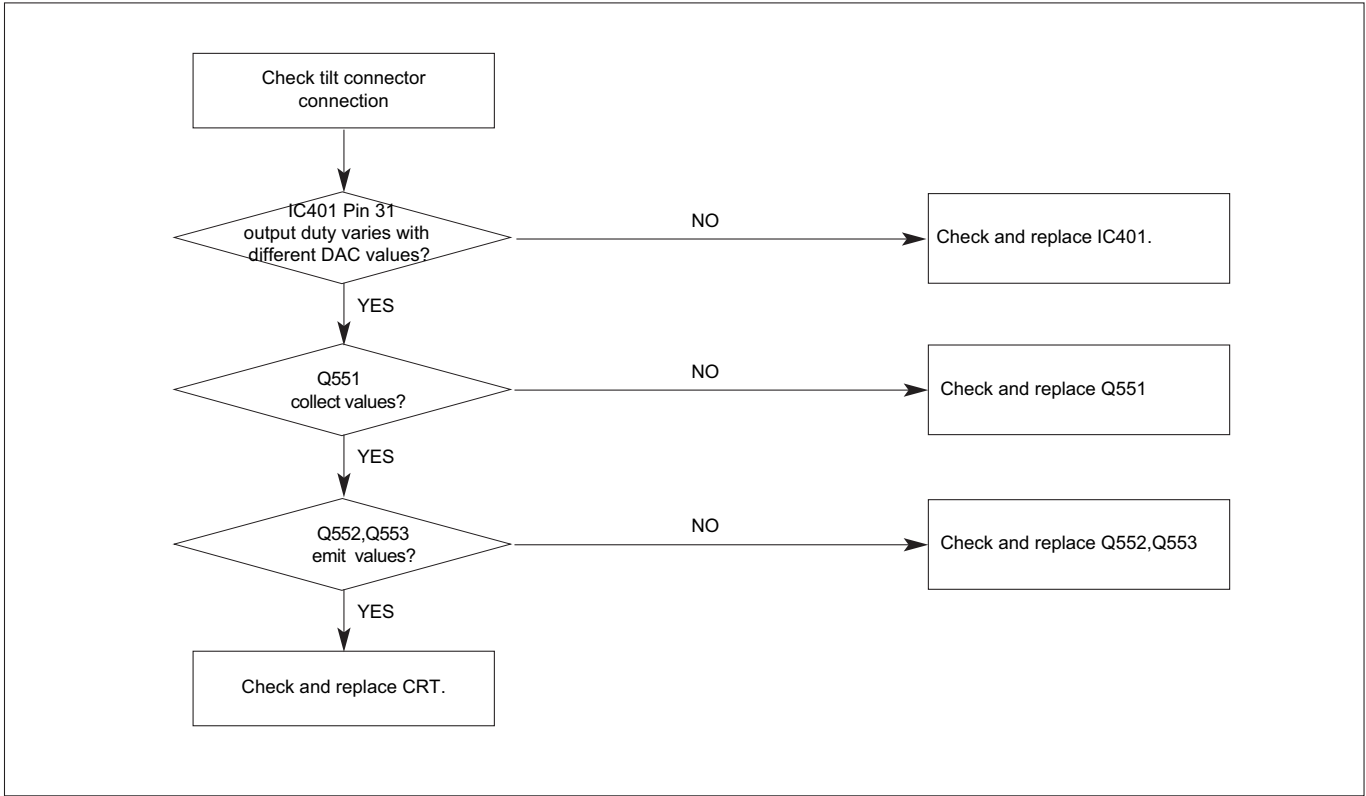 Check tilt connector
connection
IC401 Pin 31
output duty varies with
different DAC values?
NO
Check and replace IC401.
YES
Q551
collect values?
NO
Check and replace Q551
YES
Q552,Q553
emit values?
NO
Check and replace Q552,Q553
YES
Check and replace CRT.